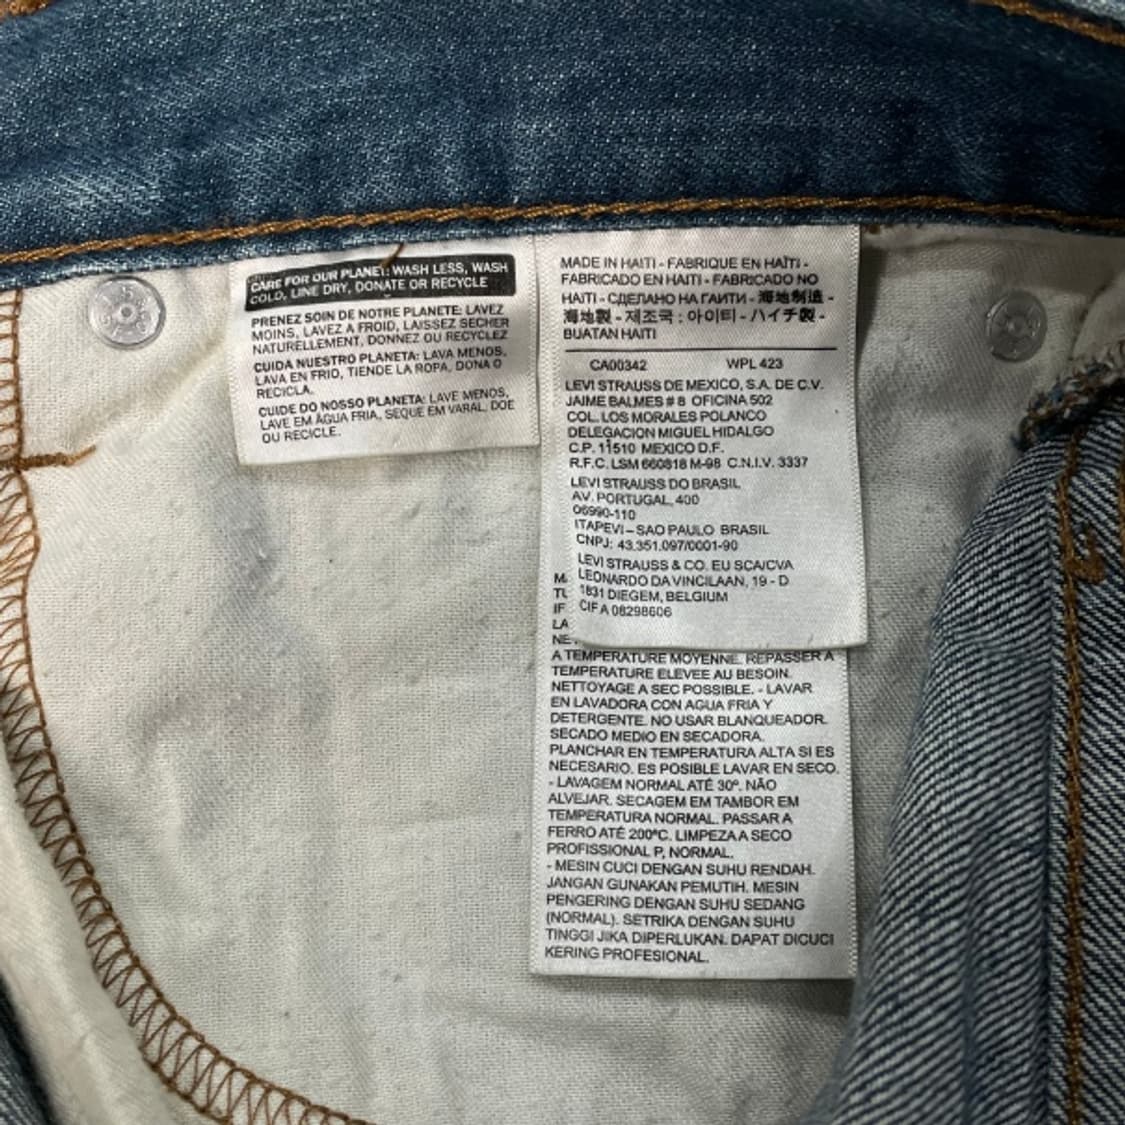 CARE FOR OUR PLANET: WASH LESS, WASH
COLD, LINE DRY, DONATE OR RECYCLE
PRENEZ SOIN DE NOTRE PLANETE: LAVEZ
MOINS, LAVEZ A FROID, LAISSEZ SECHER
NATURELLEMENT, DONNEZ OU RECYCLEZ
CUIDA NUESTRO PLANETA: LAVA MENOS,
LAVA EN FRIO, TIENDE LA ROPA, DONA O
RECICLA.
CUIDE DO NOSSO PLANETA: LAVE MENOS,
LAVE EM ÁGUA FRIA, SEQUE EM VARAL, DOE
OU RECICLE.
MADE IN HAITI - FABRIQUE EN HAÏTI -
FABRICADO EN HAITI - FABRICADO NO
HAITI - СДЕЛАНО НА ГАИТИ - 海地制造 -
海地製 - 제조국 : 아이티 - ハイチ製 -
BUATAN HAITI
CA00342 WPL 423
LEVI STRAUSS DE MEXICO, S.A. DE C.V.
JAIME BALMES # 8 OFICINA 502
COL. LOS MORALES POLANCO
DELEGACION MIGUEL HIDALGO
C.P. 11510 MEXICO D.F.
R.F.C. LSM 660818 M-98 C.N.I.V. 3337
LEVI STRAUSS DO BRASIL
AV. PORTUGAL, 400
06990-110
ITAPEVI – SAO PAULO BRASIL
CNPJ: 43.351.097/0001-90
LEVI STRAUSS & CO. EU SCA/CVA
LEONARDO DA VINCILAAN, 19 - D
1831 DIEGEM, BELGIUM
CIF A 08298606
IF
LA
A TEMPERATURE MOYENNE. REPASSER A
TEMPERATURE ELEVEE AU BESOIN.
NETTOYAGE A SEC POSSIBLE. - LAVAR
EN LAVADORA CON AGUA FRIA Y
DETERGENTE. NO USAR BLANQUEADOR.
SECADO MEDIO EN SECADORA.
PLANCHAR EN TEMPERATURA ALTA SI ES
NECESARIO. ES POSIBLE LAVAR EN SECO.
- LAVAGEM NORMAL ATÉ 30º. NÃO
ALVEJAR. SECAGEM EM TAMBOR EM
TEMPERATURA NORMAL. PASSAR A
FERRO ATÉ 200ºC. LIMPEZA A SECO
PROFISSIONAL P, NORMAL.
- MESIN CUCI DENGAN SUHU RENDAH.
JANGAN GUNAKAN PEMUTIH. MESIN
PENGERING DENGAN SUHU SEDANG
(NORMAL). SETRIKA DENGAN SUHU
TINGGI JIKA DIPERLUKAN. DAPAT DICUCI
KERING PROFESIONAL.